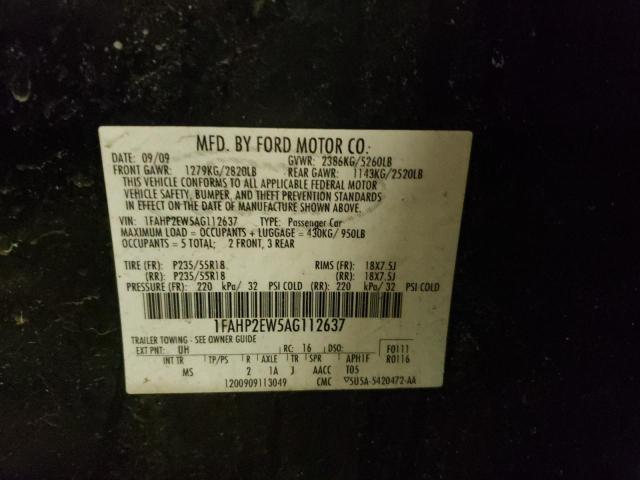 MFD. BY FORD MOTOR CO.
DATE: 09/09 GVWR: 2386KG/5260LB
FRONT GAWR: 1279KG/2820LB REAR GAWR: 1143KG/2520LB
THIS VEHICLE CONFORMS TO ALL APPLICABLE FEDERAL MOTOR
VEHICLE SAFETY, BUMPER, AND THEFT PREVENTION STANDARDS
IN EFFECT ON THE DATE OF MANUFACTURE SHOWN ABOVE.
VIN: 1FAHP2EW5AG112637 TYPE: Passenger Car
MAXIMUM LOAD = OCCUPANTS + LUGGAGE = 430KG/ 950LB
OCCUPANTS = 5 TOTAL; 2 FRONT, 3 REAR
TIRE (FR): P235/55R18 RIMS (FR): 18X7.5J
(RR): P235/55R18 (RR): 18X7.5J
PRESSURE (FR): 220 kPa/ 32 PSI COLD (RR): 220 kPa/ 32 PSI COLD
1FAHP2EW5AG112637
TRAILER TOWING - SEE OWNER GUIDE
EXT PNT: UH RC: 16 DSO: F0111
INT TR TP/PS R AXLE TR SPR APH1F R0116
MS 2 1A J AACC T05
1200909113049 CMC ▽5U5A-5420472-AA